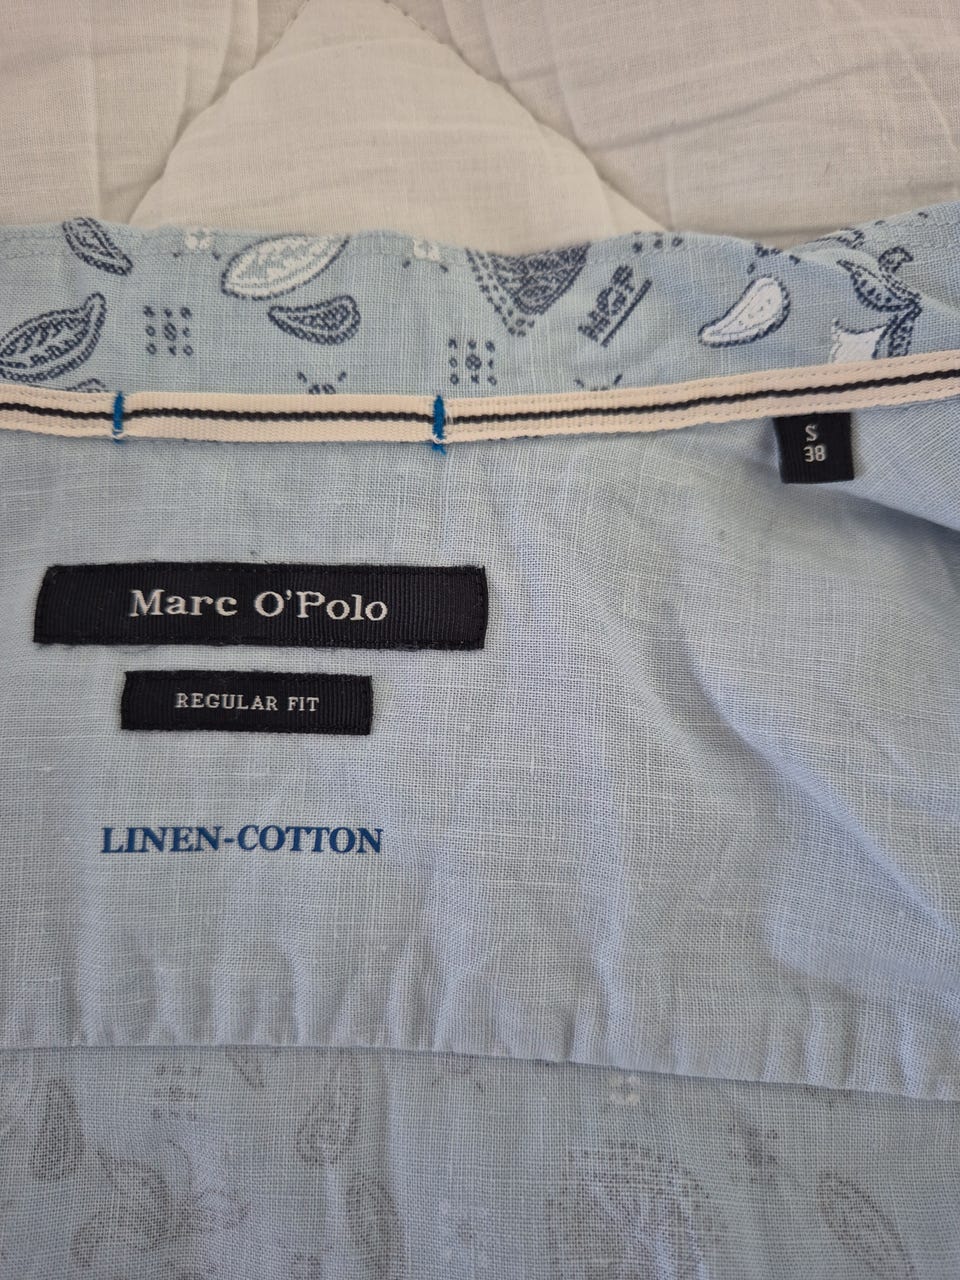 S
38
Marc O'Polo
REGULAR FIT
LINEN-COTTON